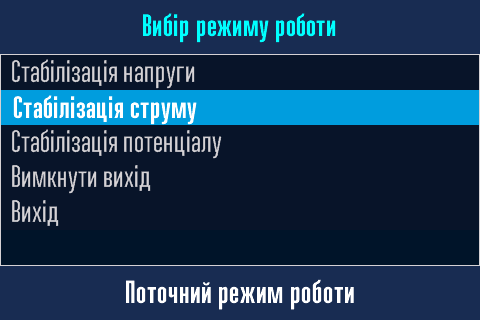 Вибір режиму роботи
Стабілізація напруги
Стабілізація струму
Стабілізація потенціалу
Вимкнути вихід
Вихід
Поточний режим роботи